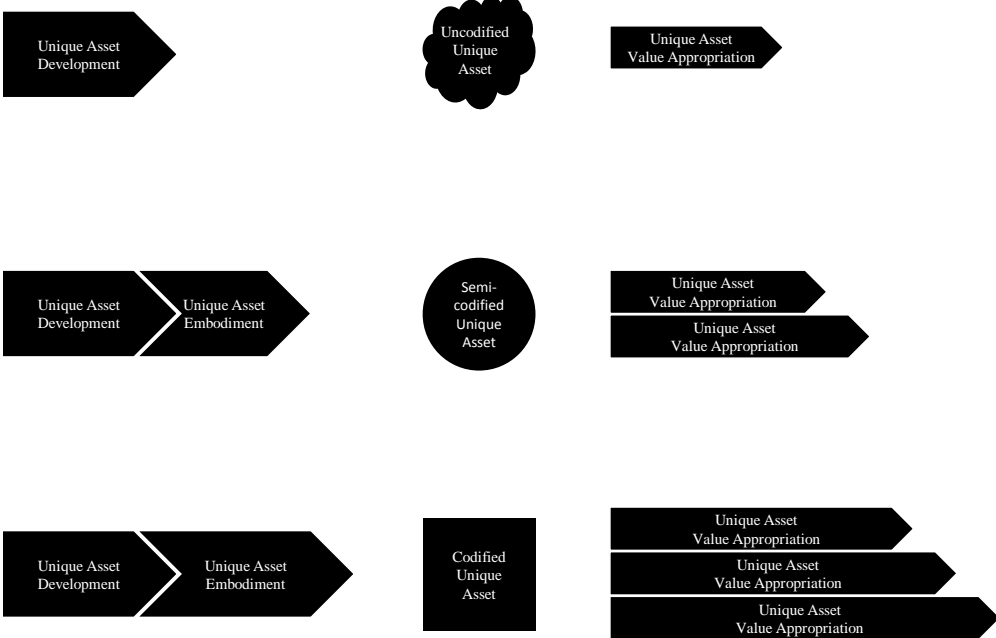 Unique Asset
Development
Uncodified
Unique
Asset
Unique Asset
Value Appropriation
Unique Asset
Development
Unique Asset
Embodiment
Semi-
codified
Unique
Asset
Unique Asset
Value Appropriation
Unique Asset
Value Appropriation
Unique Asset
Development
Unique Asset
Embodiment
Codified
Unique
Asset
Unique Asset
Value Appropriation
Unique Asset
Value Appropriation
Unique Asset
Value Appropriation